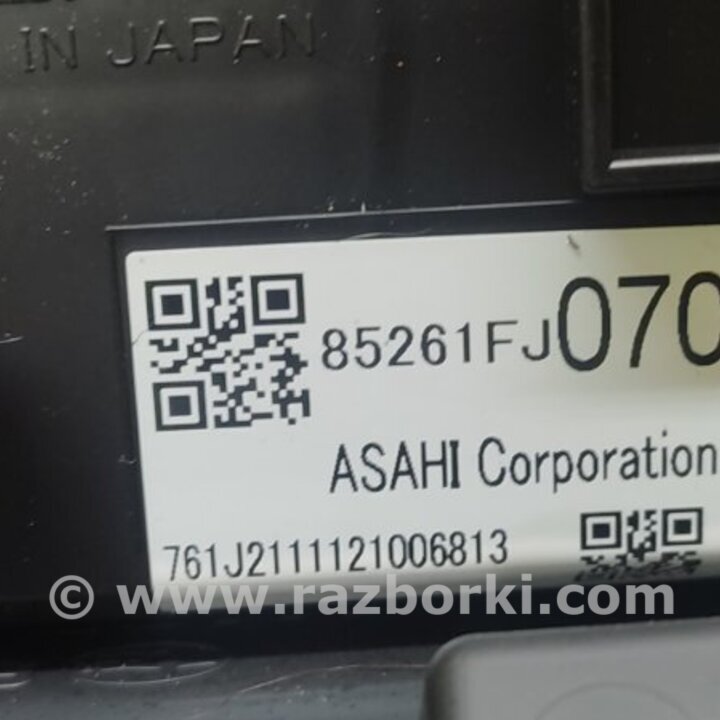 IN JAPAN
85261FJ070
ASAHI Corporation
761J2111121006813
© www.razborki.com